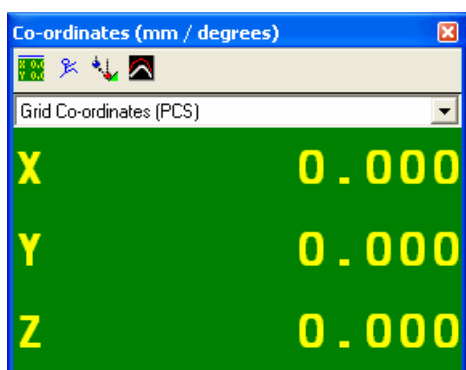 Co-ordinates (mm / degrees)
Grid Co-ordinates (PCS)
X 0.000
Y 0.000
Z 0.000